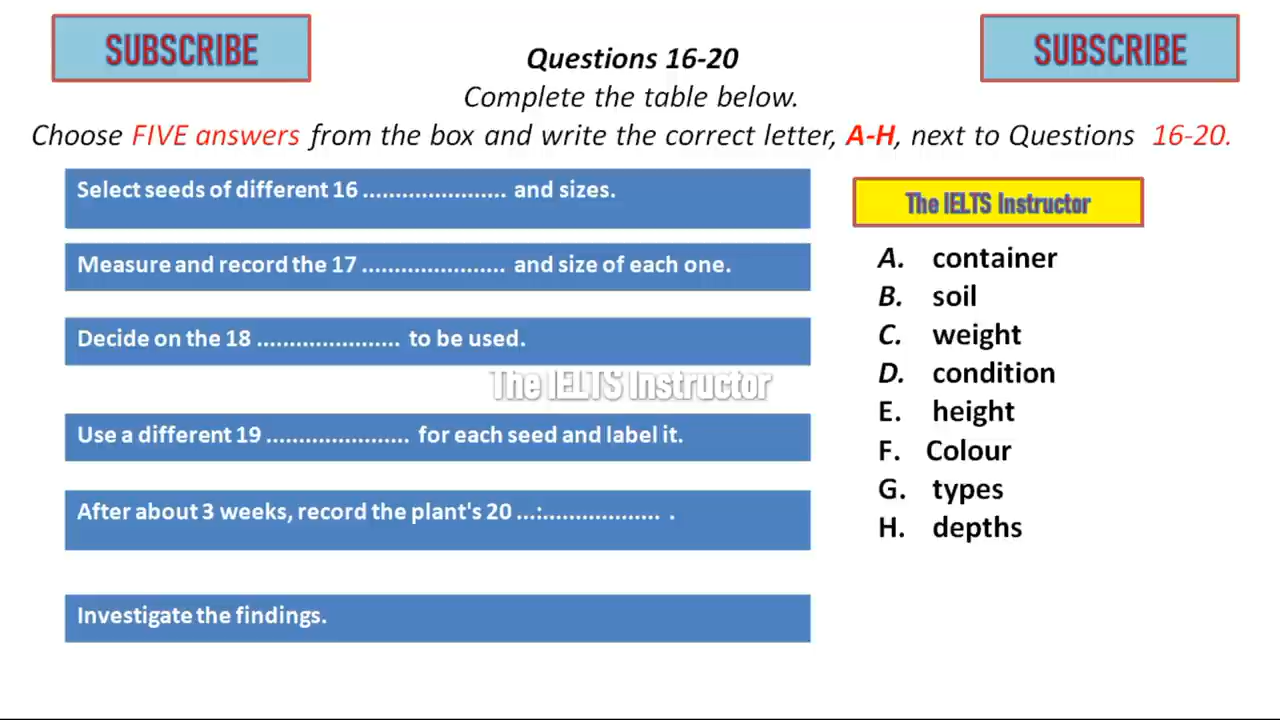 SUBSCRIBE
SUBSCRIBE
Questions 16-20
Complete the table below.
Choose FIVE answers from the box and write the correct letter, A-H, next to Questions 16-20.
Select seeds of different 16 ...................... and sizes.
Measure and record the 17 ...................... and size of each one.
Decide on the 18 ...................... to be used.
Use a different 19 ...................... for each seed and label it.
After about 3 weeks, record the plant's 20 ...:.................. .
Investigate the findings.
The IELTS Instructor
The IELTS Instructor
A. container
B. soil
C. weight
D. condition
E. height
F. Colour
G. types
H. depths